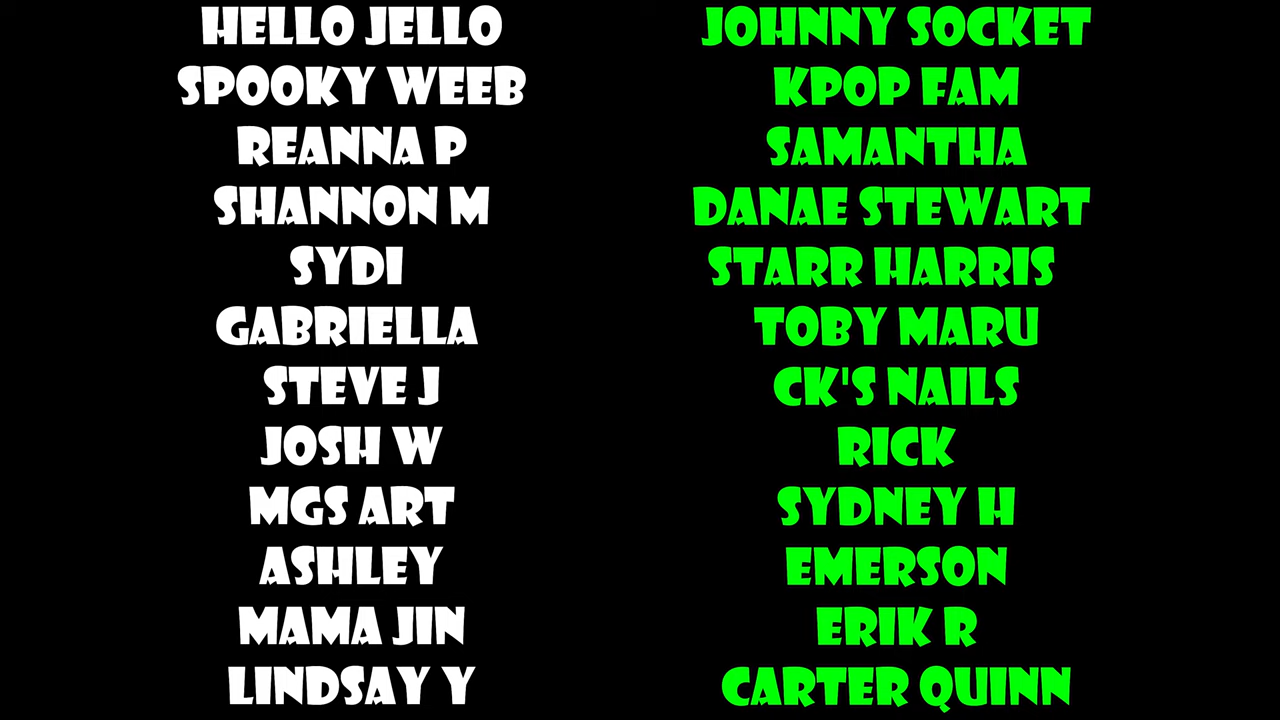 HELLO JELLO
SPOOKY WEEB
REANNA P
SHANNON M
SYDI
GABRIELLA
STEVE J
JOSH W
MGS ART
ASHLEY
MAMA JIN
LINDSAY Y
JOHNNY SOCKET
KPOP FAM
SAMANTHA
DANAE STEWART
STARR HARRIS
TOBY MARU
CK'S NAILS
RICK
SYDNEY H
EMERSON
ERIK R
CARTER QUINN